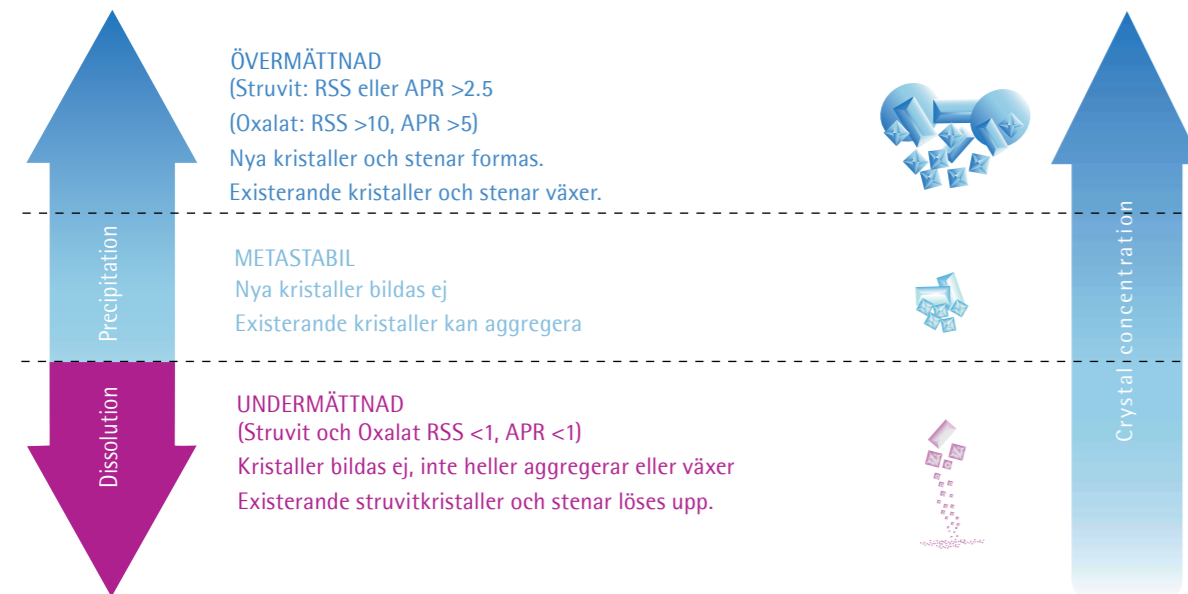 ÖVERMÄTTNAD
(Struvit: RSS eller APR >2.5
(Oxalat: RSS >10, APR >5)
Nya kristaller och stenar formas.
Existerande kristaller och stenar växer.
Precipitation
METASTABIL
Nya kristaller bildas ej
Existerande kristaller kan aggregera
Crystal concentration
Dissolution
UNDERMÄTTNAD
(Struvit och Oxalat RSS <1, APR <1)
Kristaller bildas ej, inte heller aggregerar eller växer
Existerande struvitkristaller och stenar löses upp.